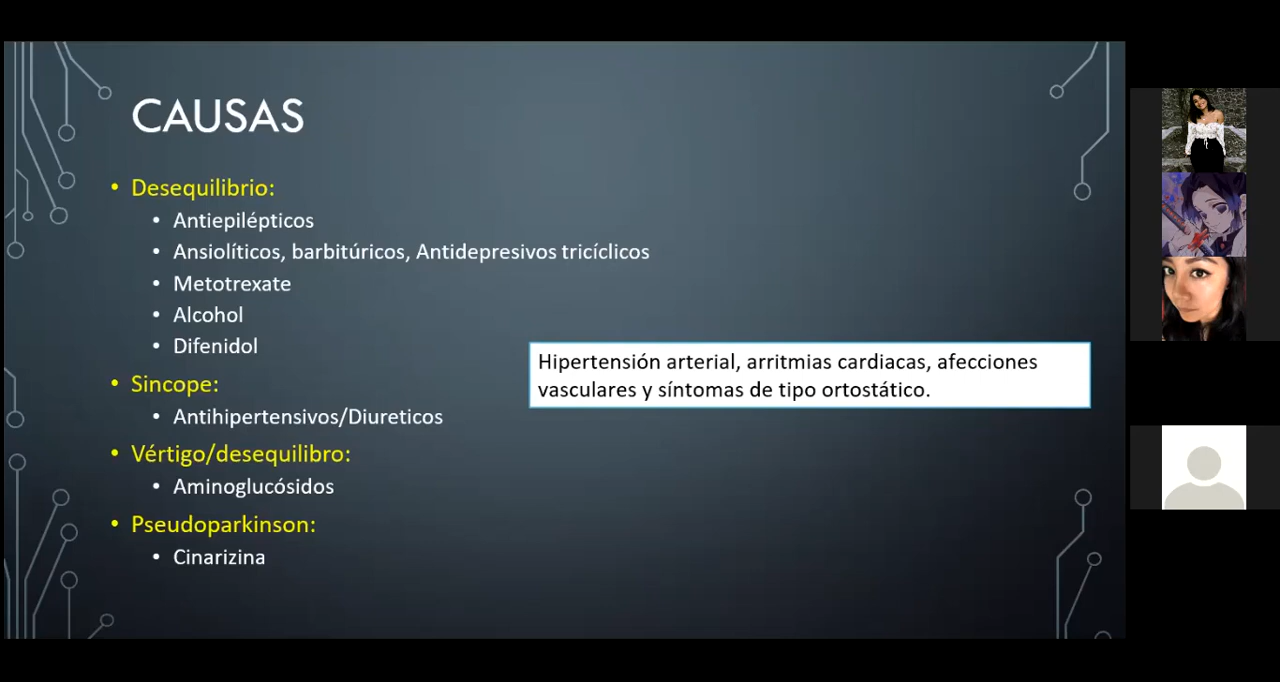 CAUSAS
• Desequilibrio:
• Antiepilépticos
• Ansiolíticos, barbitúricos, Antidepresivos tricíclicos
• Metotrexate
• Alcohol
• Difenidol
Hipertensión arterial, arritmias cardiacas, afecciones
vasculares y síntomas de tipo ortostático.
• Sincope:
• Antihipertensivos/Diureticos
• Vértigo/desequilibro:
• Aminoglucósidos
• Pseudoparkinson:
• Cinarizina